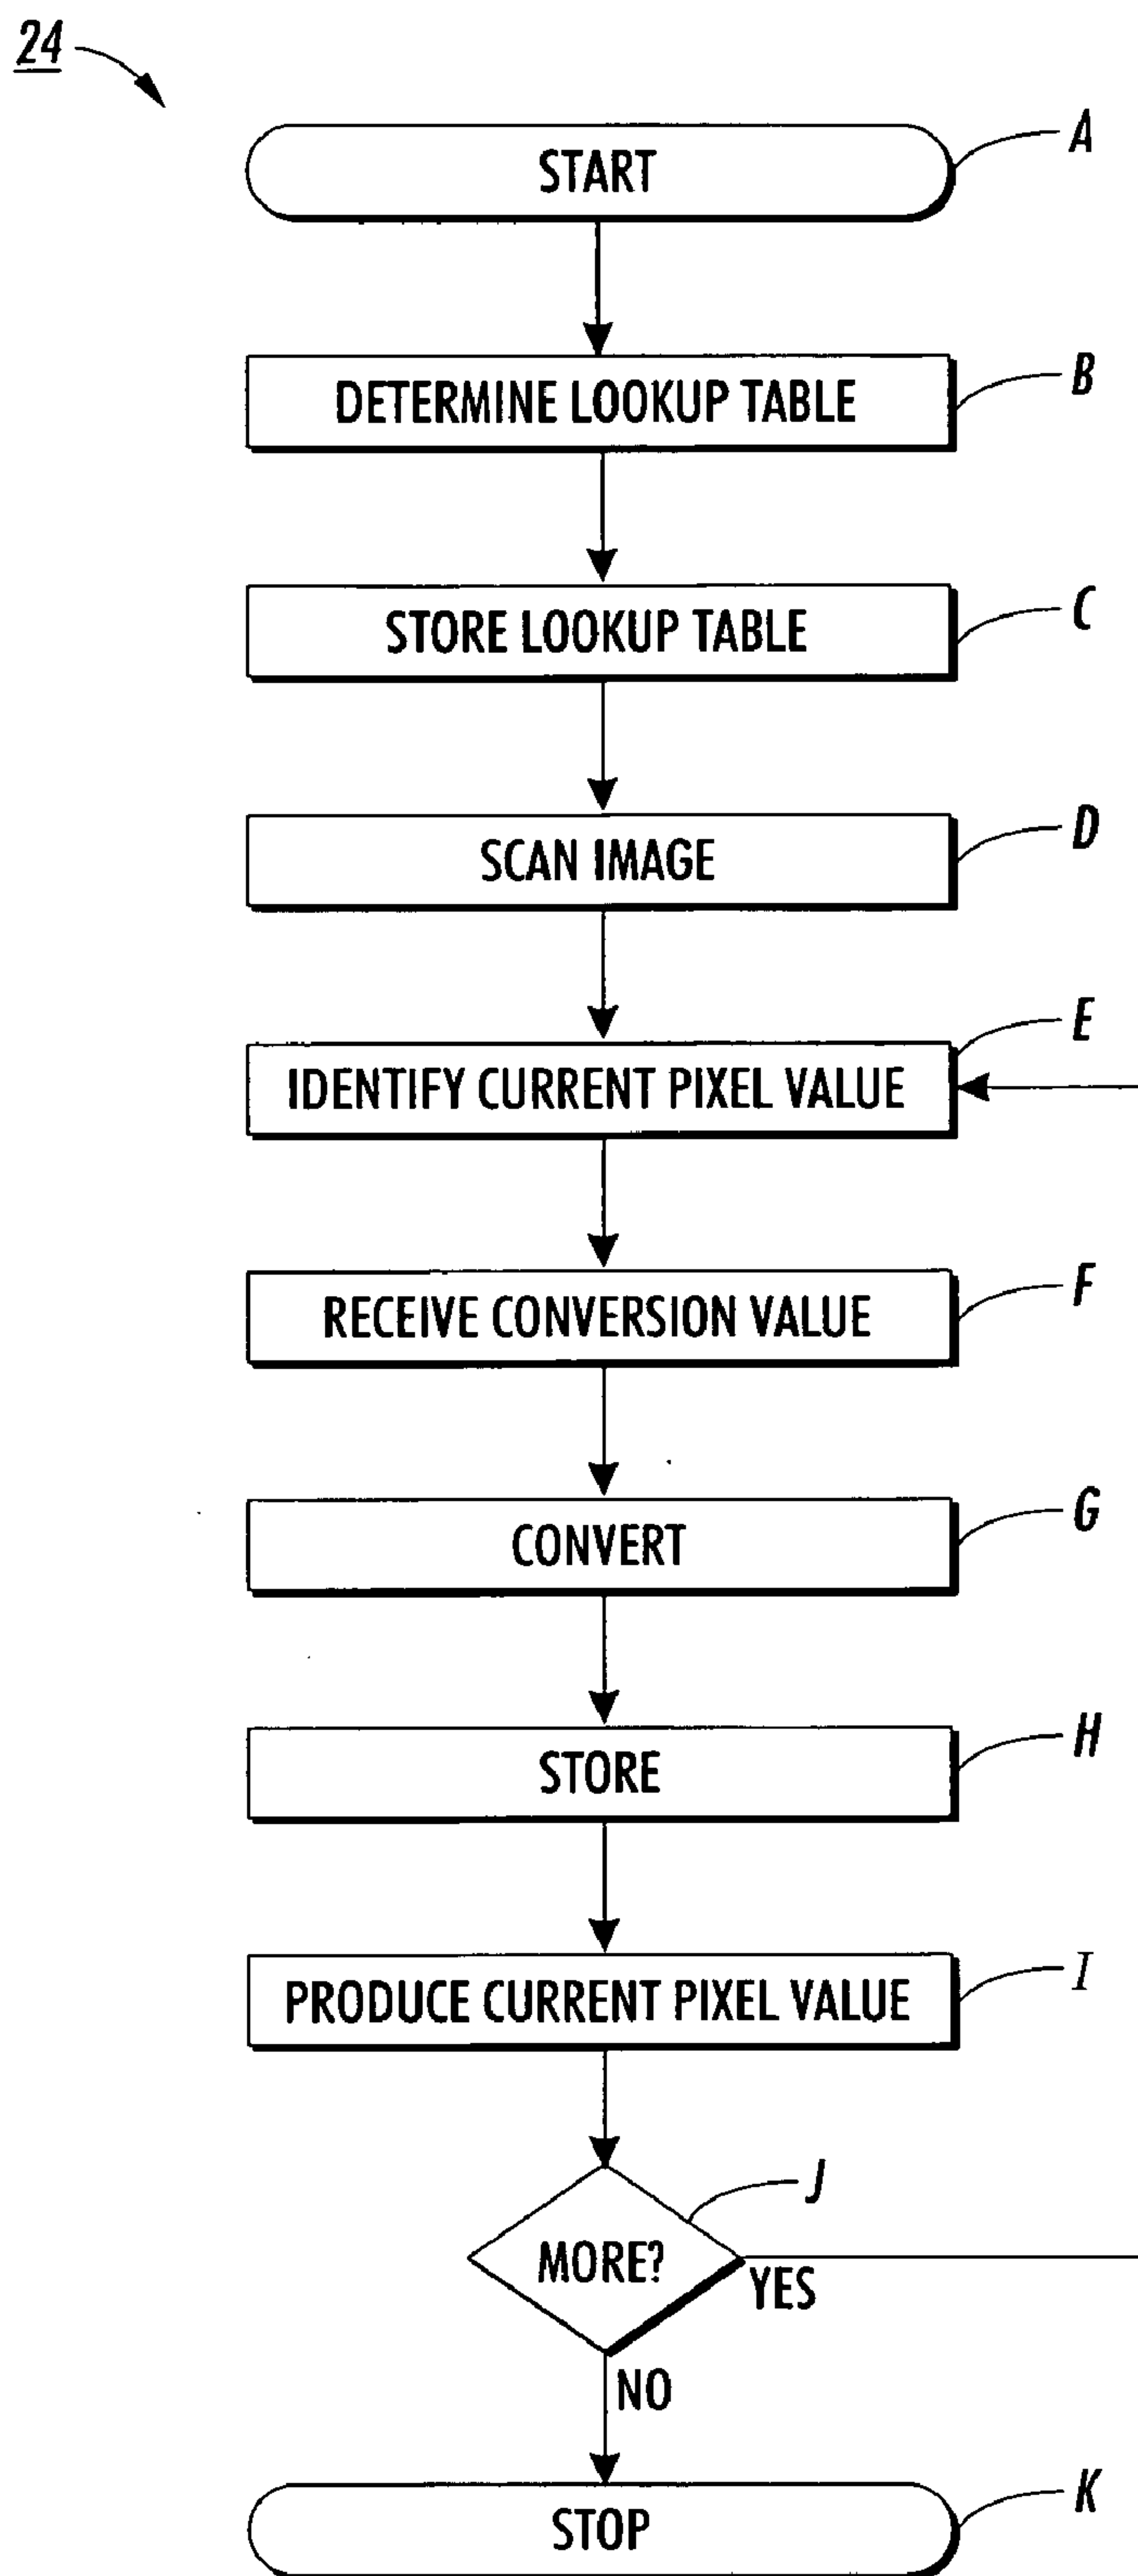 24
START
A
DETERMINE LOOKUP TABLE
B
STORE LOOKUP TABLE
C
SCAN IMAGE
D
IDENTIFY CURRENT PIXEL VALUE
E
RECEIVE CONVERSION VALUE
F
CONVERT
G
STORE
H
PRODUCE CURRENT PIXEL VALUE
I
MORE?
J
YES
NO
STOP
K